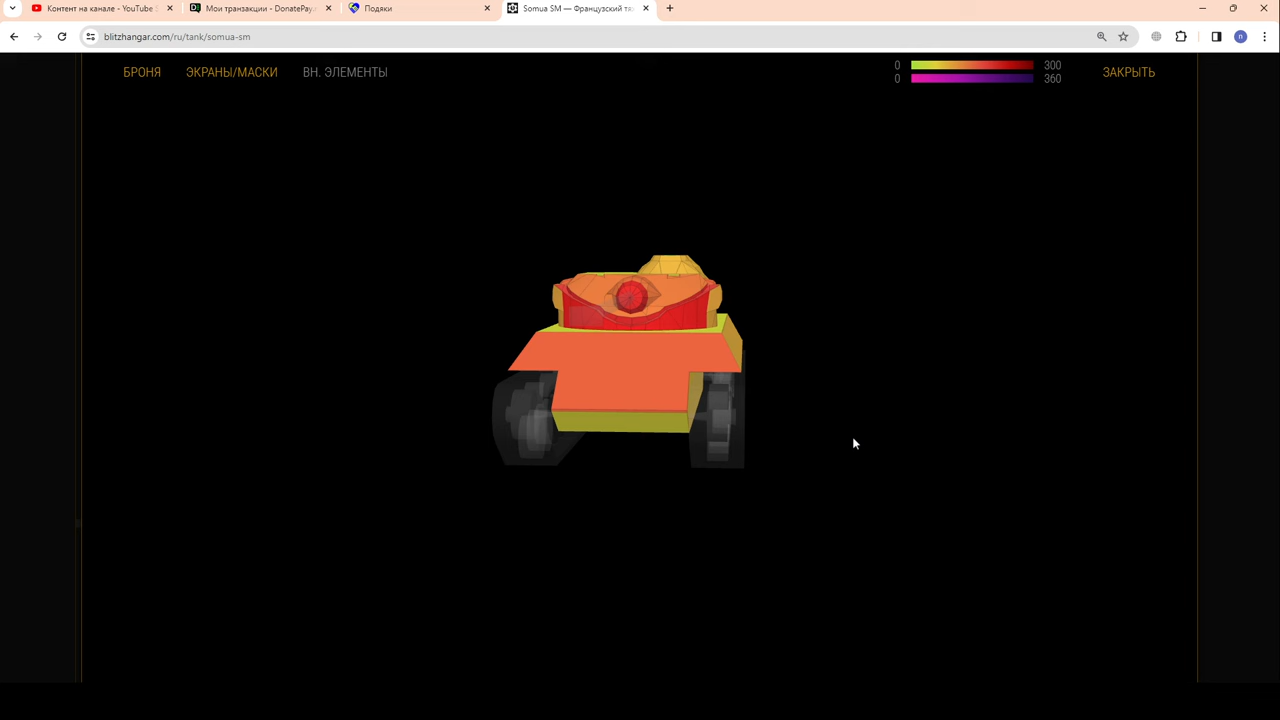 Контент на канале - YouTube S
Мои транзакции - DonatePay
Подяки
Somua SM — Французский тя
blitzhangar.com/ru/tank/somua-sm
n
БРОНЯ ЭКРАНЫ/МАСКИ ВН. ЭЛЕМЕНТЫ
0 300
0 360
ЗАКРЫТЬ